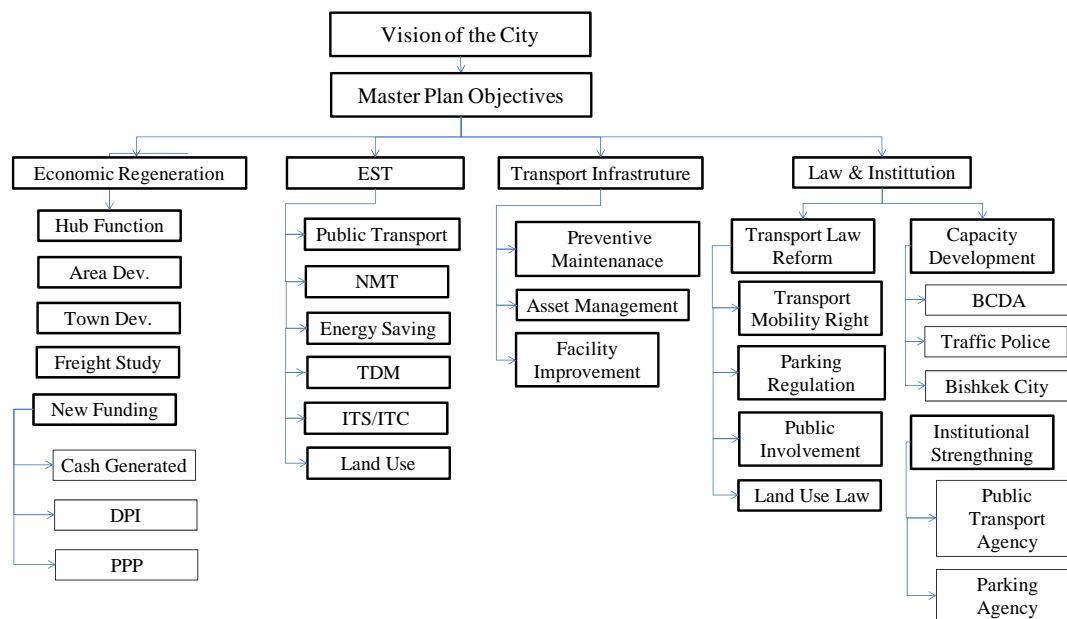 Vision of the City
Master Plan Objectives
Economic Regeneration
EST
Transport Infrastruture
Law & Instittution
Hub Function
Area Dev.
Town Dev.
Freight Study
New Funding
Cash Generated
DPI
PPP
Public Transport
NMT
Energy Saving
TDM
ITS/ITC
Land Use
Preventive
Maintenanace
Asset Management
Facility
Improvement
Transport Law
Reform
Transport
Mobility Right
Parking
Regulation
Public
Involvement
Land Use Law
Capacity
Development
BCDA
Traffic Police
Bishkek City
Institutional
Strengthning
Public
Transport
Agency
Parking
Agency